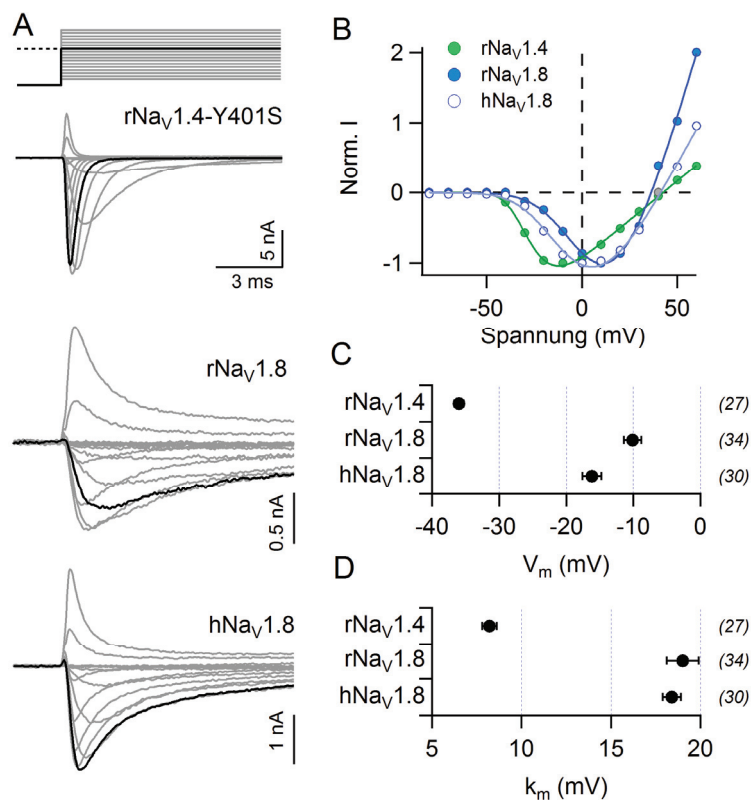 A
rNaV1.4-Y401S
5 nA
3 ms
rNaV1.8
0.5 nA
hNaV1.8
1 nA
B
rNaV1.4
rNaV1.8
hNaV1.8
Norm. I
2
1
0
-1
-50 0 50
Spannung (mV)
C
rNaV1.4 (27)
rNaV1.8 (34)
hNaV1.8 (30)
-40 -30 -20 -10 0
Vm (mV)
D
rNaV1.4 (27)
rNaV1.8 (34)
hNaV1.8 (30)
5 10 15 20
km (mV)